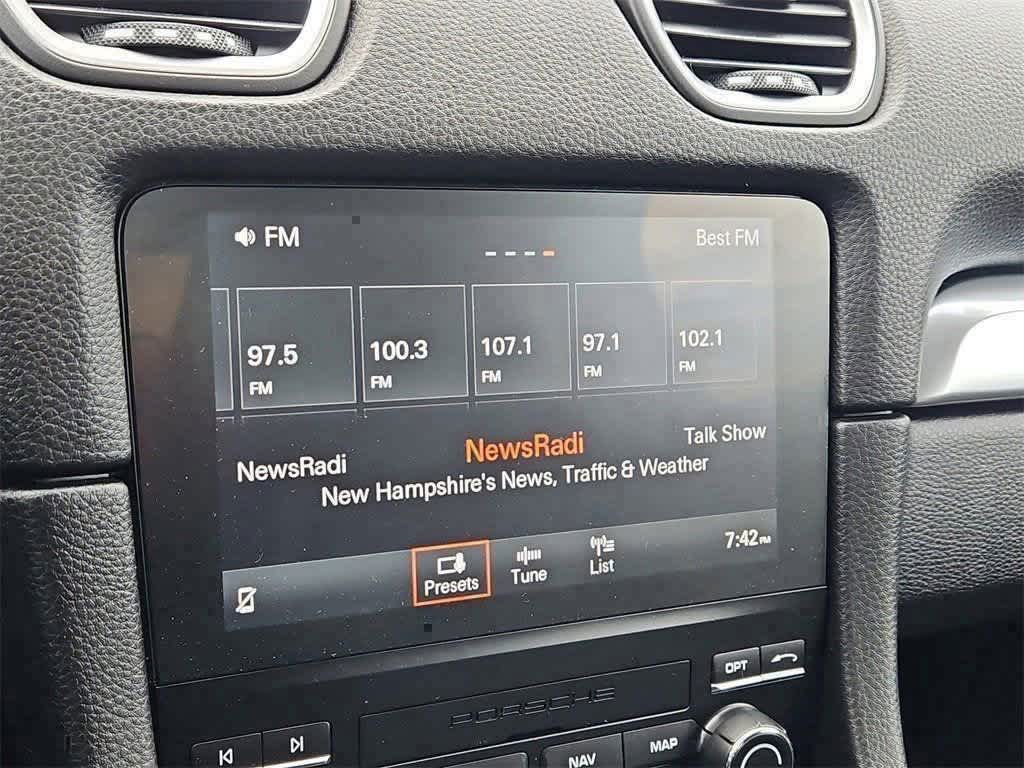 FM
Best FM
97.5
FM
100.3
FM
107.1
FM
97.1
FM
102.1
FM
NewsRadi
NewsRadi
Talk Show
New Hampshire's News, Traffic & Weather
Presets
Tune
List
7:42PM
OPT
PORSCHE
NAV
MAP